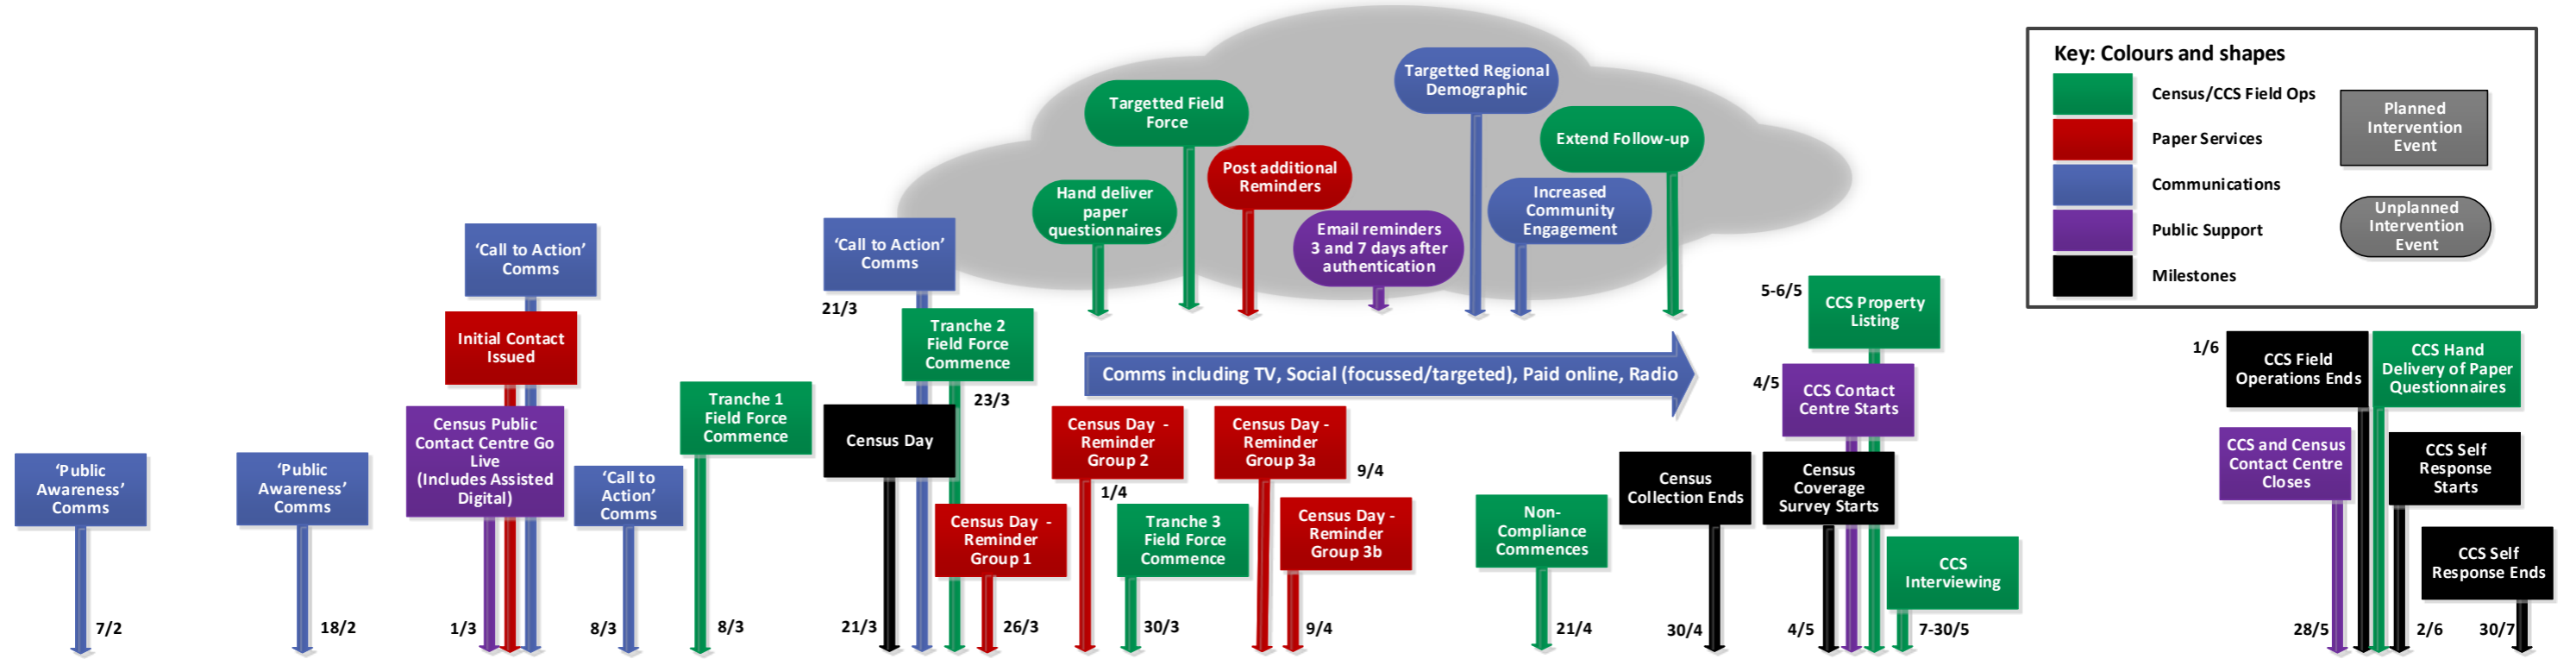 'Public
Awareness'
Comms
7/2
'Public
Awareness'
Comms
18/2
'Call to Action'
Comms
Initial Contact
Issued
Census Public
Contact Centre Go
Live
(Includes Assisted
Digital)
1/3
'Call to
Action'
Comms
8/3
Tranche 1
Field Force
Commence
8/3
'Call to Action'
Comms
21/3
Census Day
21/3
Tranche 2
Field Force
Commence
23/3
Census Day -
Reminder
Group 1
26/3
Hand deliver
paper
questionnaires
Targetted Field
Force
Post additional
Reminders
Email reminders
3 and 7 days after
authentication
Targetted Regional
Demographic
Increased
Community
Engagement
Extend Follow-up
Comms including TV, Social (focussed/targeted), Paid online, Radio
Census Day -
Reminder
Group 2
1/4
Tranche 3
Field Force
Commence
30/3
Census Day -
Reminder
Group 3a
9/4
Census Day -
Reminder
Group 3b
9/4
Non-
Compliance
Commences
21/4
Census
Collection Ends
30/4
5-6/5
CCS Property
Listing
4/5
CCS Contact
Centre Starts
Census
Coverage
Survey Starts
4/5
CCS
Interviewing
7-30/5
Key: Colours and shapes
Census/CCS Field Ops
Paper Services
Communications
Public Support
Milestones
Planned
Intervention
Event
Unplanned
Intervention
Event
1/6
CCS Field
Operations Ends
CCS Hand
Delivery of Paper
Questionnaires
CCS and Census
Contact Centre
Closes
28/5
CCS Self
Response
Starts
2/6
CCS Self
Response Ends
30/7